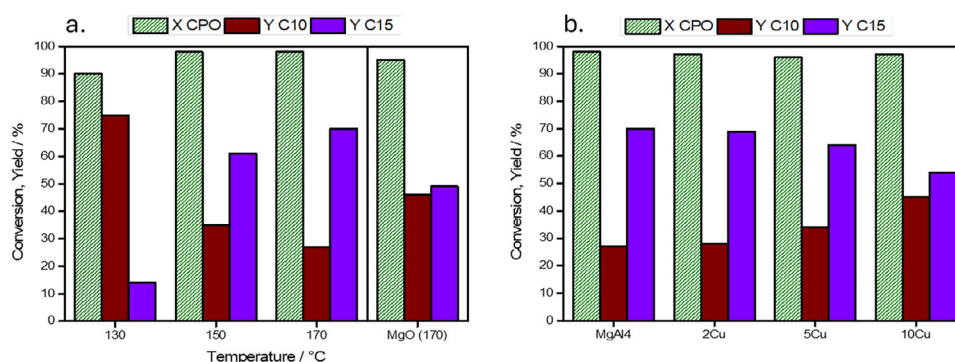 a.
X CPO Y C10 Y C15
Conversion, Yield / %
100
90
80
70
60
50
40
30
20
10
0
130 150 170 MgO (170)
Temperature / °C
b.
X CPO Y C10 Y C15
Conversion, Yield / %
100
90
80
70
60
50
40
30
20
10
0
MgAl4 2Cu 5Cu 10Cu